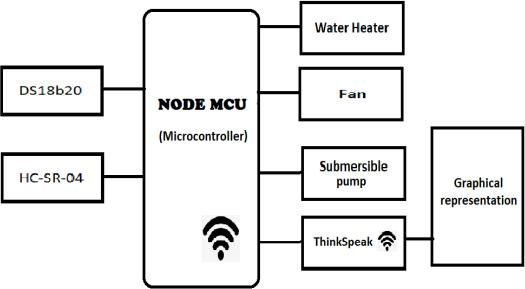 Water Heater
DS18b20
Fan
NODE MCU
(Microcontroller)
HC-SR-04
Submersible
pump
ThinkSpeak
Graphical
representation